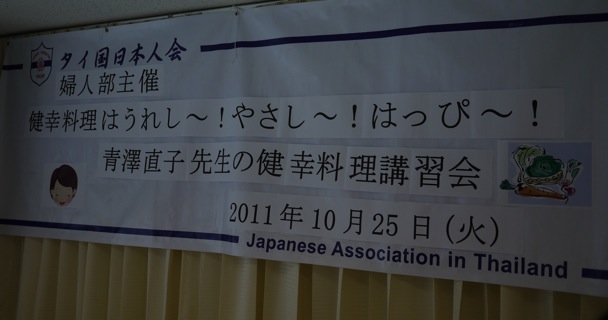 タイ国日本人会
婦人部主催
健幸料理はうれし～!やさし～!はっぴ～!
青澤直子先生の健幸料理講習会
2011年10月25日(火)
Japanese Association in Thailand